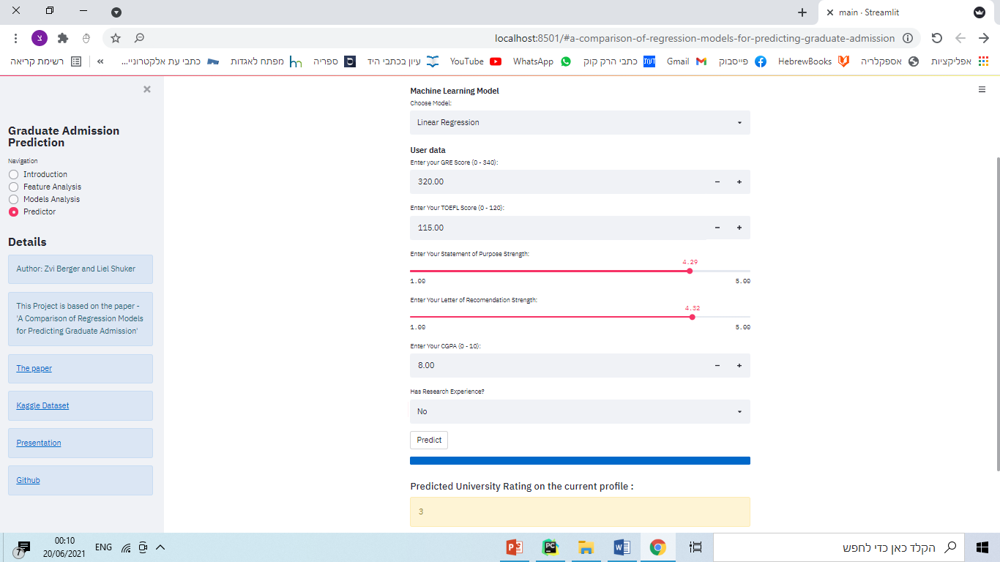 main · Streamlit
localhost:8501/#a-comparison-of-regression-models-for-predicting-graduate-admission
אפליקציות אספקלריה HebrewBooks פייסבוק Gmail כתבי הרק קוק WhatsApp YouTube עיון בכתבי היד ספריה מפתח לאגדות כתבי עת אלקטרוניי... » רשימת קריאה
Graduate Admission
Prediction
Navigation
Introduction
Feature Analysis
Models Analysis
Predictor
Details
Author: Zvi Berger and Liel Shuker
This Project is based on the paper -
'A Comparison of Regression Models
for Predicting Graduate Admission'
The paper
Kaggle Dataset
Presentation
Github
Machine Learning Model
Choose Model:
Linear Regression
User data
Enter your GRE Score (0 - 340):
320.00
Enter Your TOEFL Score (0 - 120):
115.00
Enter Your Statement of Purpose Strength:
4.29
1.00 5.00
Enter Your Letter of Recomendation Strength:
4.32
1.00 5.00
Enter Your CGPA (0 - 10):
8.00
Has Research Experience?
No
Predict
Predicted University Rating on the current profile :
3
הקלד כאן כדי לחפש
ENG
00:10
20/06/2021
7